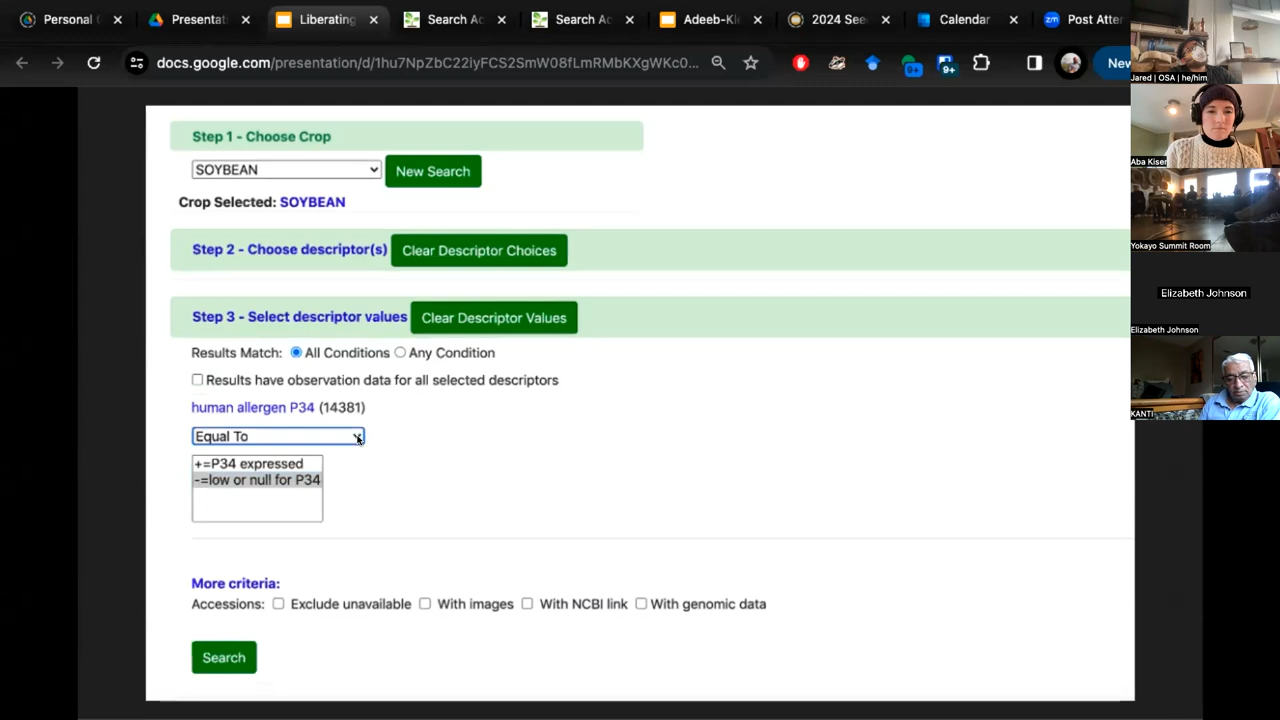 Personal
Presentati
Liberating
Search Ac
Search Ac
Adeeb-Kl
2024 See
Calendar
Post Atter
docs.google.com/presentation/d/1hu7NpZbC22iyFCS2SmW08fLmRMbKXgWKc0...
9+
9+
New
Jared | OSA | he/him
Aba Kiser
Yokayo Summit Room
Elizabeth Johnson
Elizabeth Johnson
KANTI
Step 1 - Choose Crop
SOYBEAN
New Search
Crop Selected: SOYBEAN
Step 2 - Choose descriptor(s)
Clear Descriptor Choices
Step 3 - Select descriptor values
Clear Descriptor Values
Results Match: All Conditions Any Condition
Results have observation data for all selected descriptors
human allergen P34 (14381)
Equal To
+=P34 expressed
-=low or null for P34
More criteria:
Accessions: Exclude unavailable With images With NCBI link With genomic data
Search